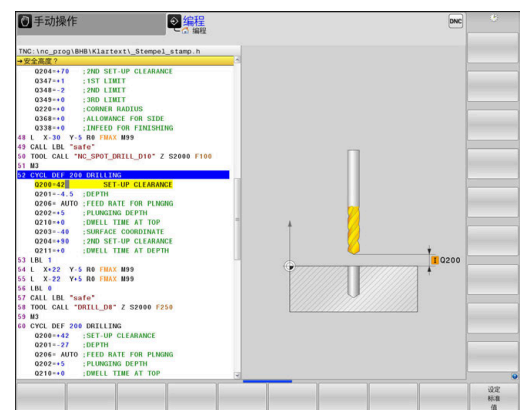 手动操作
编程
编程
DNC
TNC:\nc_prog\BHB\Klartext\_Stempel_stamp.h
→安全高度？
Q204=+70 ;2ND SET-UP CLEARANCE
Q347=+1 ;1ST LIMIT
Q348=-2 ;2ND LIMIT
Q349=+0 ;3RD LIMIT
Q220=+0 ;CORNER RADIUS
Q368=+0 ;ALLOWANCE FOR SIDE
Q338=+0 ;INFEED FOR FINISHING
48 L X-30 Y-5 R0 FMAX M99
49 CALL LBL "safe"
50 TOOL CALL "NC_SPOT_DRILL_D10" Z S2000 F100
51 M3
52 CYCL DEF 200 DRILLING
Q200=42 SET-UP CLEARANCE
Q201=-4.5 ;DEPTH
Q206= AUTO ;FEED RATE FOR PLNGNG
Q202=+5 ;PLUNGING DEPTH
Q210=+0 ;DWELL TIME AT TOP
Q203=-40 ;SURFACE COORDINATE
Q204=+90 ;2ND SET-UP CLEARANCE
Q211=+0 ;DWELL TIME AT DEPTH
53 LBL 1
54 L X+22 Y-5 R0 FMAX M99
55 L X-22 Y+5 R0 FMAX M99
56 LBL 0
57 CALL LBL "safe"
58 TOOL CALL "DRILL_D8" Z S2000 F250
59 M3
60 CYCL DEF 200 DRILLING
Q200=+42 ;SET-UP CLEARANCE
Q201=-27 ;DEPTH
Q206= AUTO ;FEED RATE FOR PLNGNG
Q202=+5 ;PLUNGING DEPTH
Q210=+0 ;DWELL TIME AT TOP
Q200
设定
标准
值